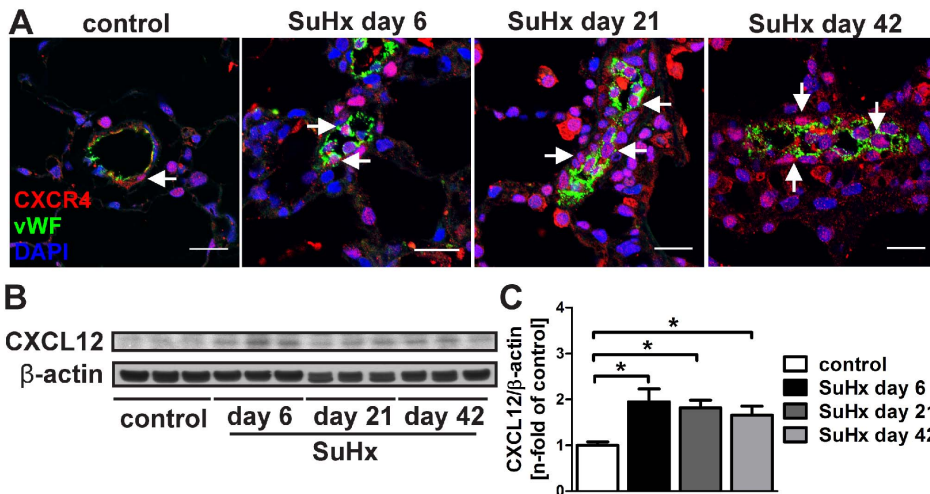 A
control
SuHx day 6
SuHx day 21
SuHx day 42
CXCR4
vWF
DAPI
B
CXCL12
β-actin
control
day 6
day 21
day 42
SuHx
C
CXCL12/β-actin
[n-fold of control]
4
3
2
1
0
*
*
*
control
SuHx day 6
SuHx day 21
SuHx day 42